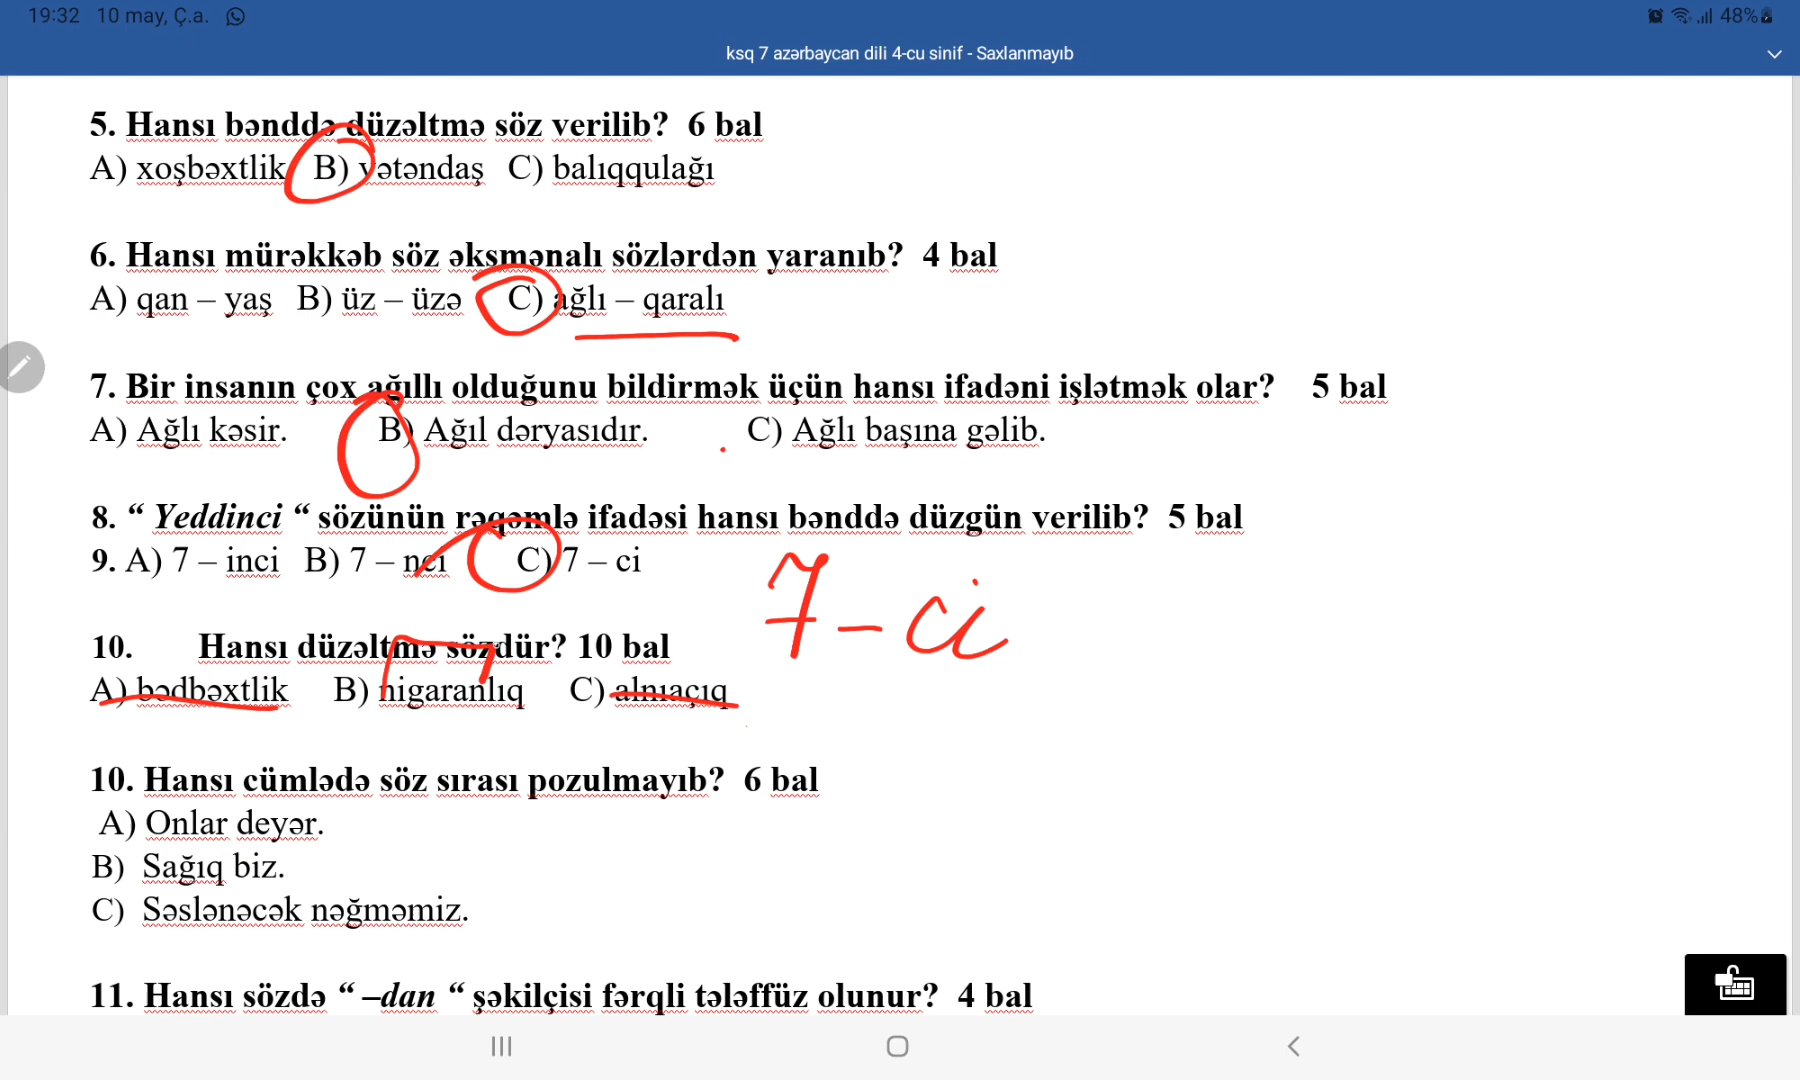 19:32 10 may, Ç.a. 48%
ksq 7 azərbaycan dili 4-cu sinif - Saxlanmayıb
5. Hansı bənddə düzəltmə söz verilib? 6 bal
A) xoşbəxtlik B) vətəndaş C) balıqqulağı
6. Hansı mürəkkəb söz əksmənalı sözlərdən yaranıb? 4 bal
A) qan – yaş B) üz – üzə C) ağlı – qaralı
7. Bir insanın çox ağıllı olduğunu bildirmək üçün hansı ifadəni işlətmək olar? 5 bal
A) Ağlı kəsir. B) Ağıl dəryasıdır. C) Ağlı başına gəlib.
8. “ Yeddinci “ sözünün rəqəmlə ifadəsi hansı bənddə düzgün verilib? 5 bal
9. A) 7 – inci B) 7 – nci C) 7 – ci
7-ci
10. Hansı düzəltmə sözdür? 10 bal
A) bədbəxtlik B) nigaranlıq C) alnıaçıq
10. Hansı cümlədə söz sırası pozulmayıb? 6 bal
A) Onlar deyər.
B) Sağıq biz.
C) Səslənəcək nəğməmiz.
11. Hansı sözdə “ –dan “ şəkilçisi fərqli tələffüz olunur? 4 bal